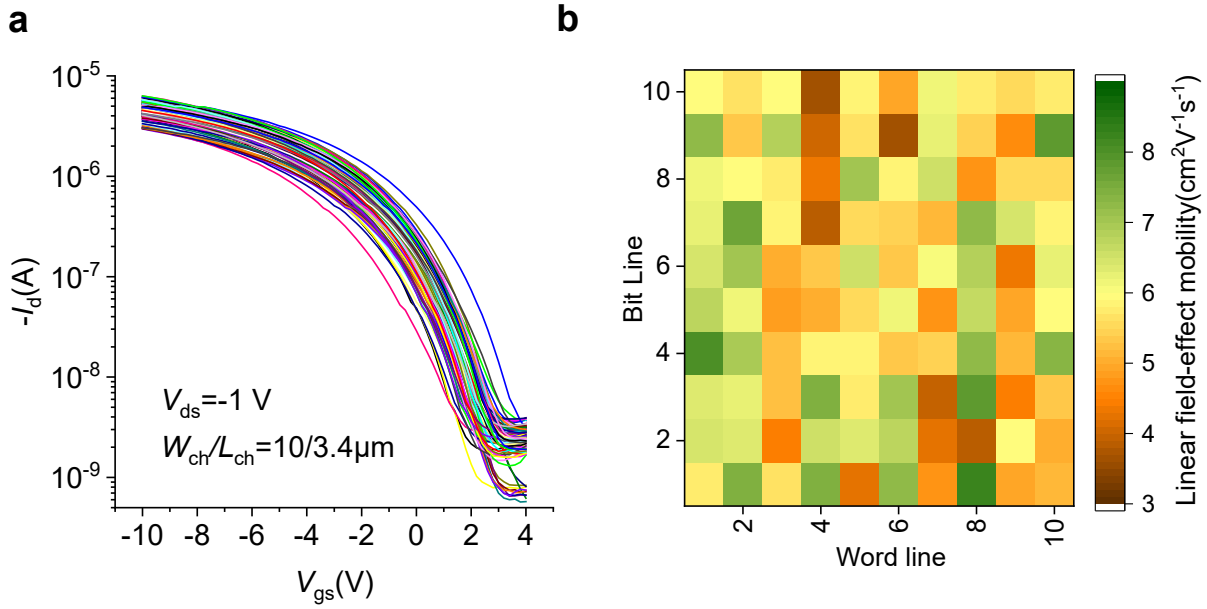 a
10⁻⁵
10⁻⁶
10⁻⁷
10⁻⁸
10⁻⁹
-I_d(A)
V_ds=-1 V
W_ch/L_ch=10/3.4μm
-10 -8 -6 -4 -2 0 2 4
V_gs(V)
b
10
8
6
4
2
Bit Line
2 4 6 8 10
Word line
8
7
6
5
4
3
Linear field-effect mobility(cm²V⁻¹s⁻¹)